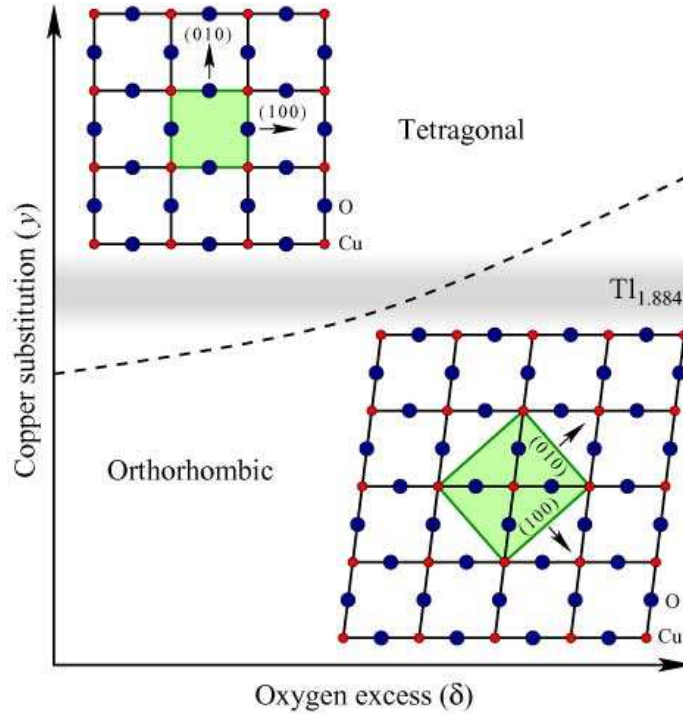 (010)
(100)
Tetragonal
O
Cu
Tl1.884
Copper substitution (y)
Orthorhombic
(010)
(100)
O
Cu
Oxygen excess (δ)